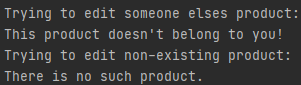 Trying to edit someone elses product:
This product doesn't belong to you!
Trying to edit non-existing product:
There is no such product.